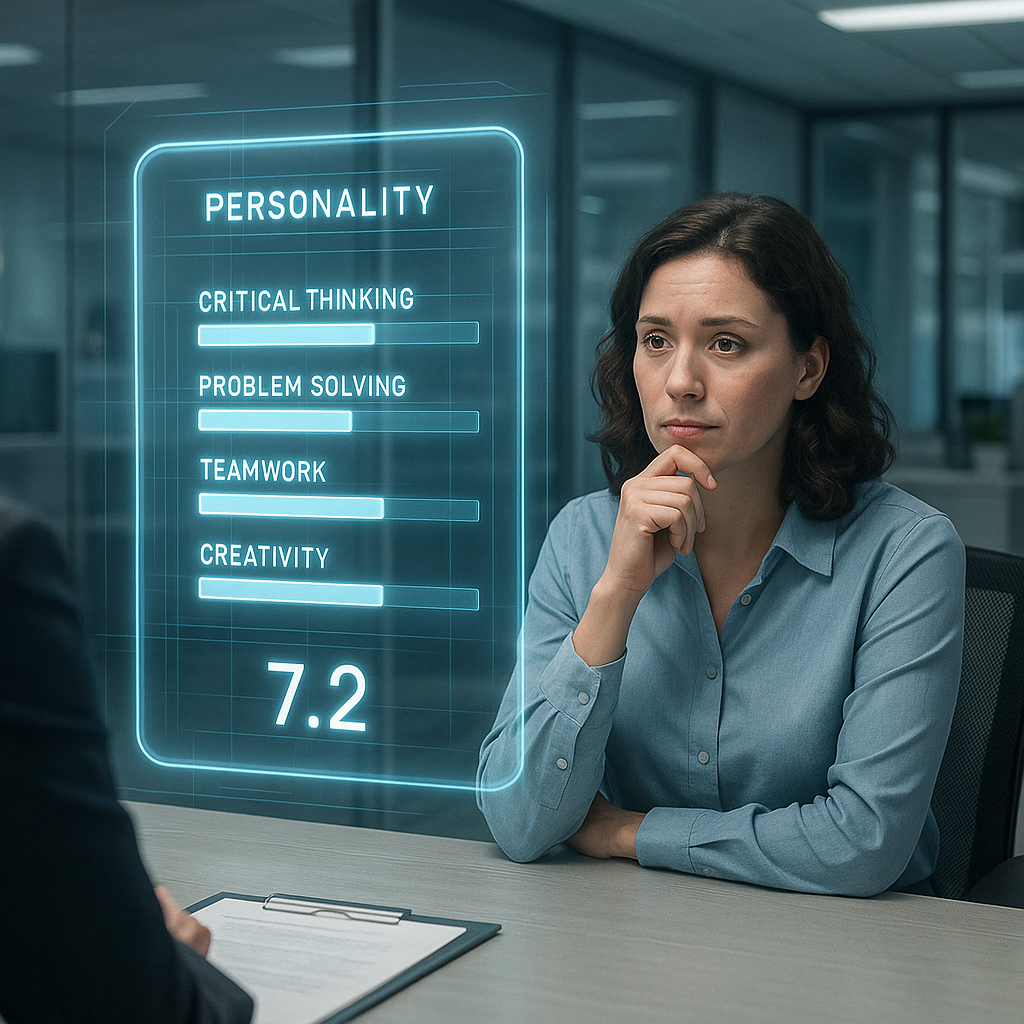 PERSONALITY
CRITICAL THINKING
PROBLEM SOLVING
TEAMWORK
CREATIVITY
7.2